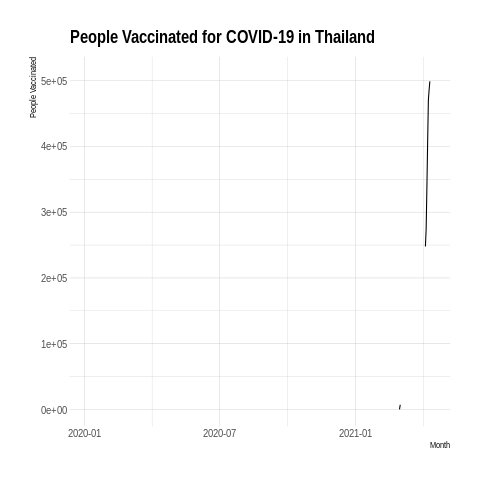 People Vaccinated for COVID-19 in Thailand
People Vaccinated
5e+05
4e+05
3e+05
2e+05
1e+05
0e+00
2020-01
2020-07
2021-01
Month